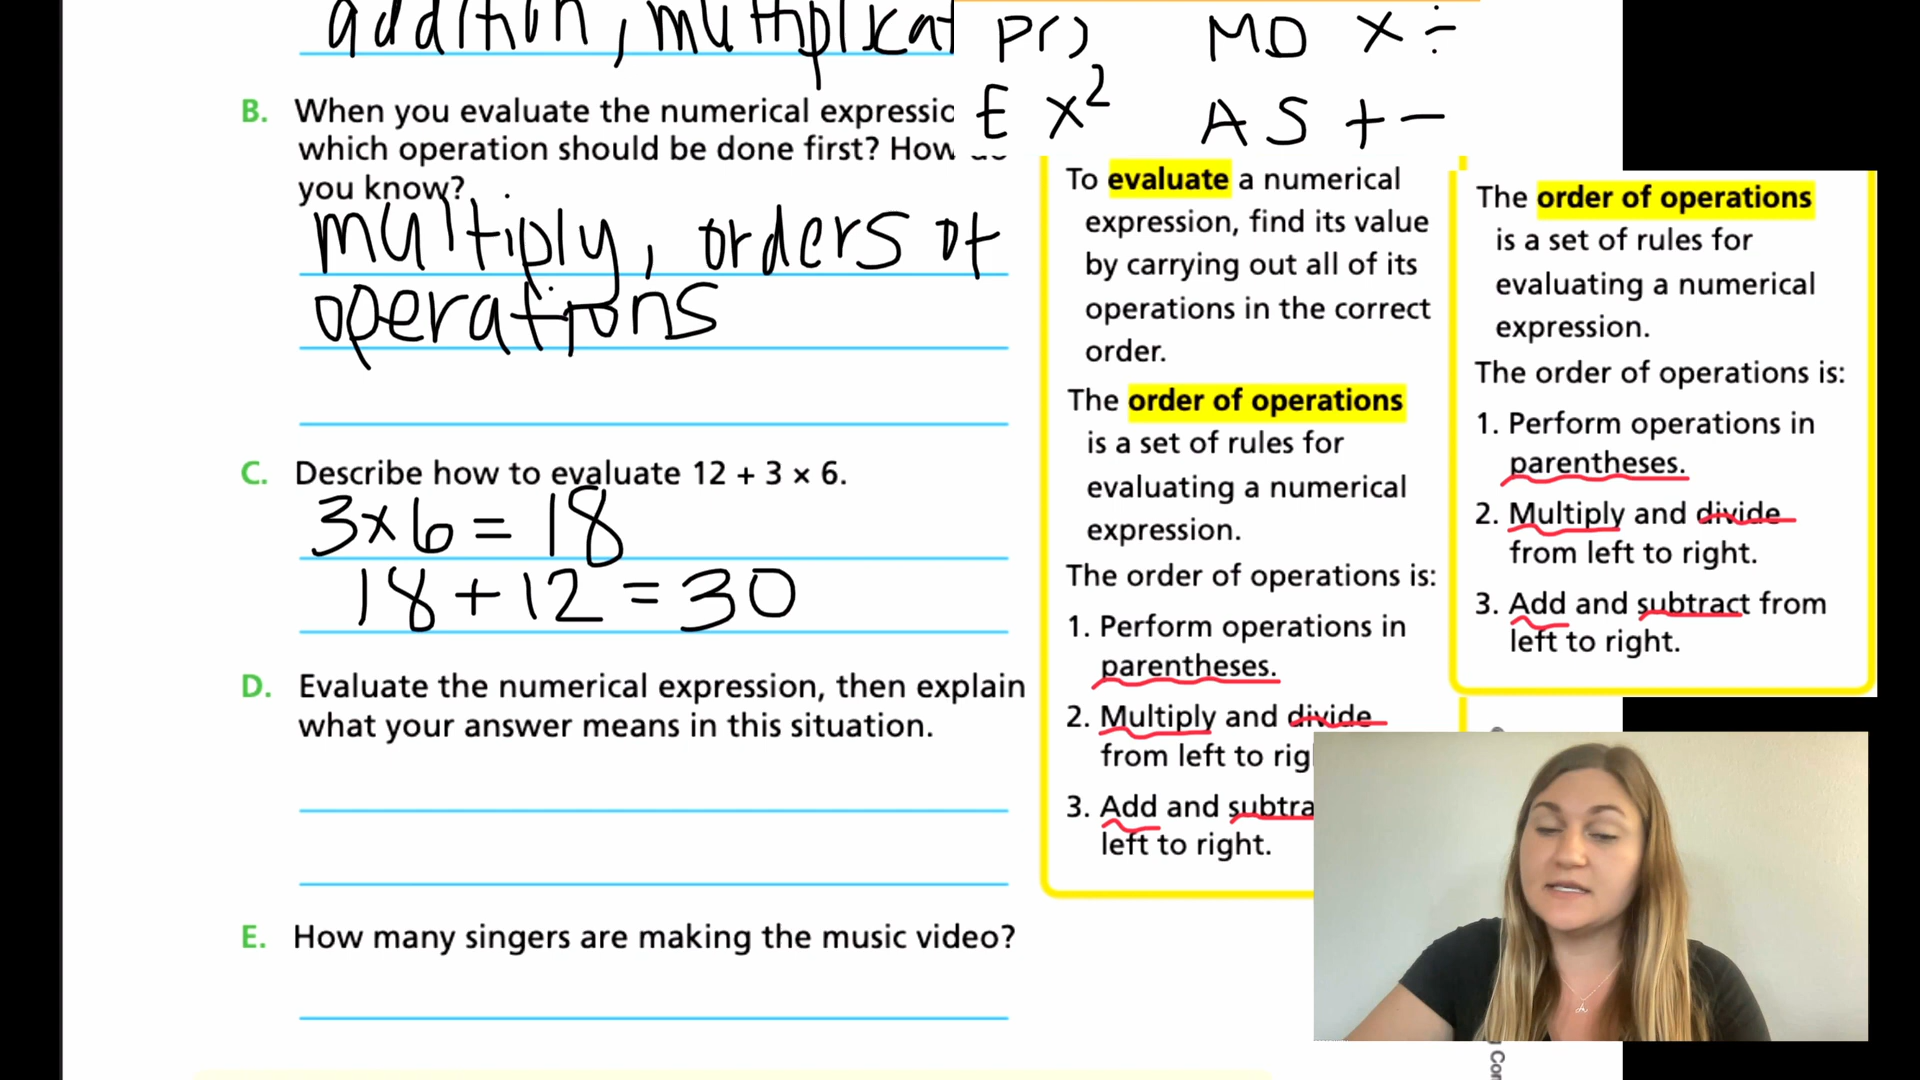 addition, multiplicat
P ( ) MD × ÷
E x² AS + −
B. When you evaluate the numerical expressio
which operation should be done first? How do
you know?
multiply, orders of
operations
C. Describe how to evaluate 12 + 3 × 6.
3×6 = 18
18 + 12 = 30
D. Evaluate the numerical expression, then explain
what your answer means in this situation.
E. How many singers are making the music video?
To evaluate a numerical
expression, find its value
by carrying out all of its
operations in the correct
order.
The order of operations
is a set of rules for
evaluating a numerical
expression.
The order of operations is:
1. Perform operations in
parentheses.
2. Multiply and divide
from left to rig
3. Add and subtra
left to right.
The order of operations
is a set of rules for
evaluating a numerical
expression.
The order of operations is:
1. Perform operations in
parentheses.
2. Multiply and divide
from left to right.
3. Add and subtract from
left to right.